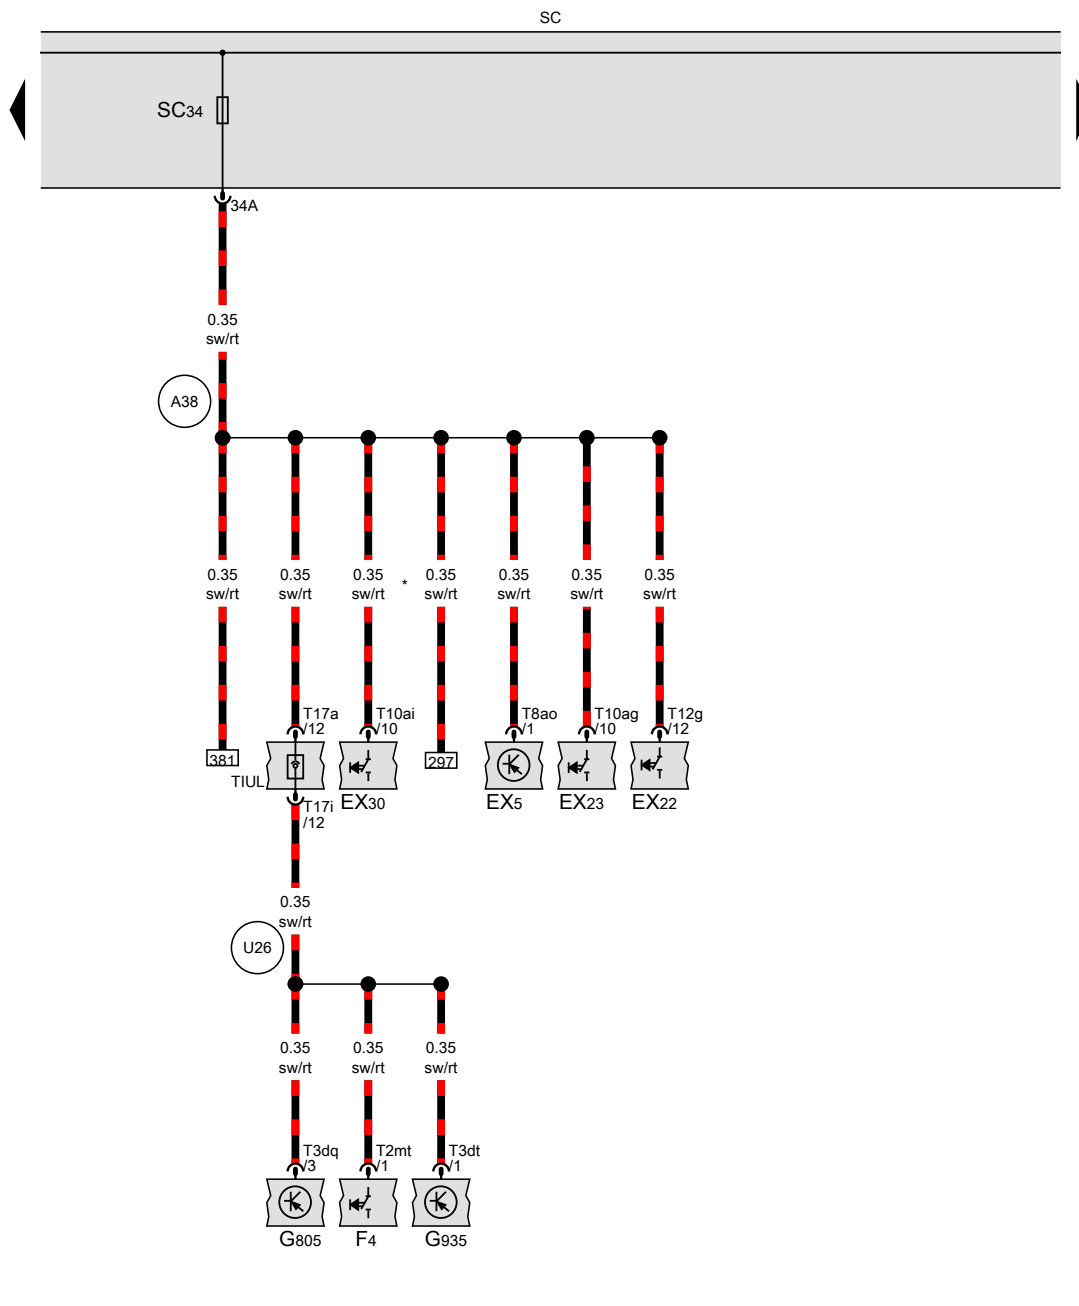 SC
SC34
34A
0.35
sw/rt
A38
0.35 0.35 0.35 * 0.35 0.35 0.35 0.35
sw/rt sw/rt sw/rt sw/rt sw/rt sw/rt sw/rt
T17a T10ai T8ao T10ag T12g
/12 /10 /1 /10 /12
381 297
TIUL
EX30 EX5 EX23 EX22
T17i
/12
0.35
sw/rt
U26
0.35 0.35 0.35
sw/rt sw/rt sw/rt
T3dq T2mt T3dt
/3 /1 /1
G805 F4 G935